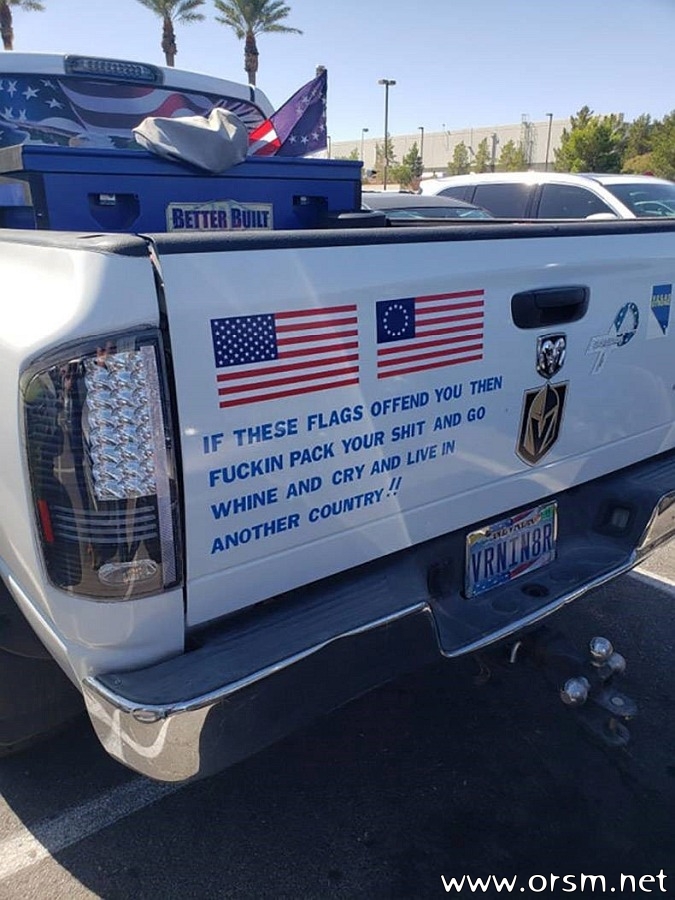 BETTER BUILT
IF THESE FLAGS OFFEND YOU THEN
FUCKIN PACK YOUR SHIT AND GO
WHINE AND CRY AND LIVE IN
ANOTHER COUNTRY!!
VRNIN8R
www.orsm.net